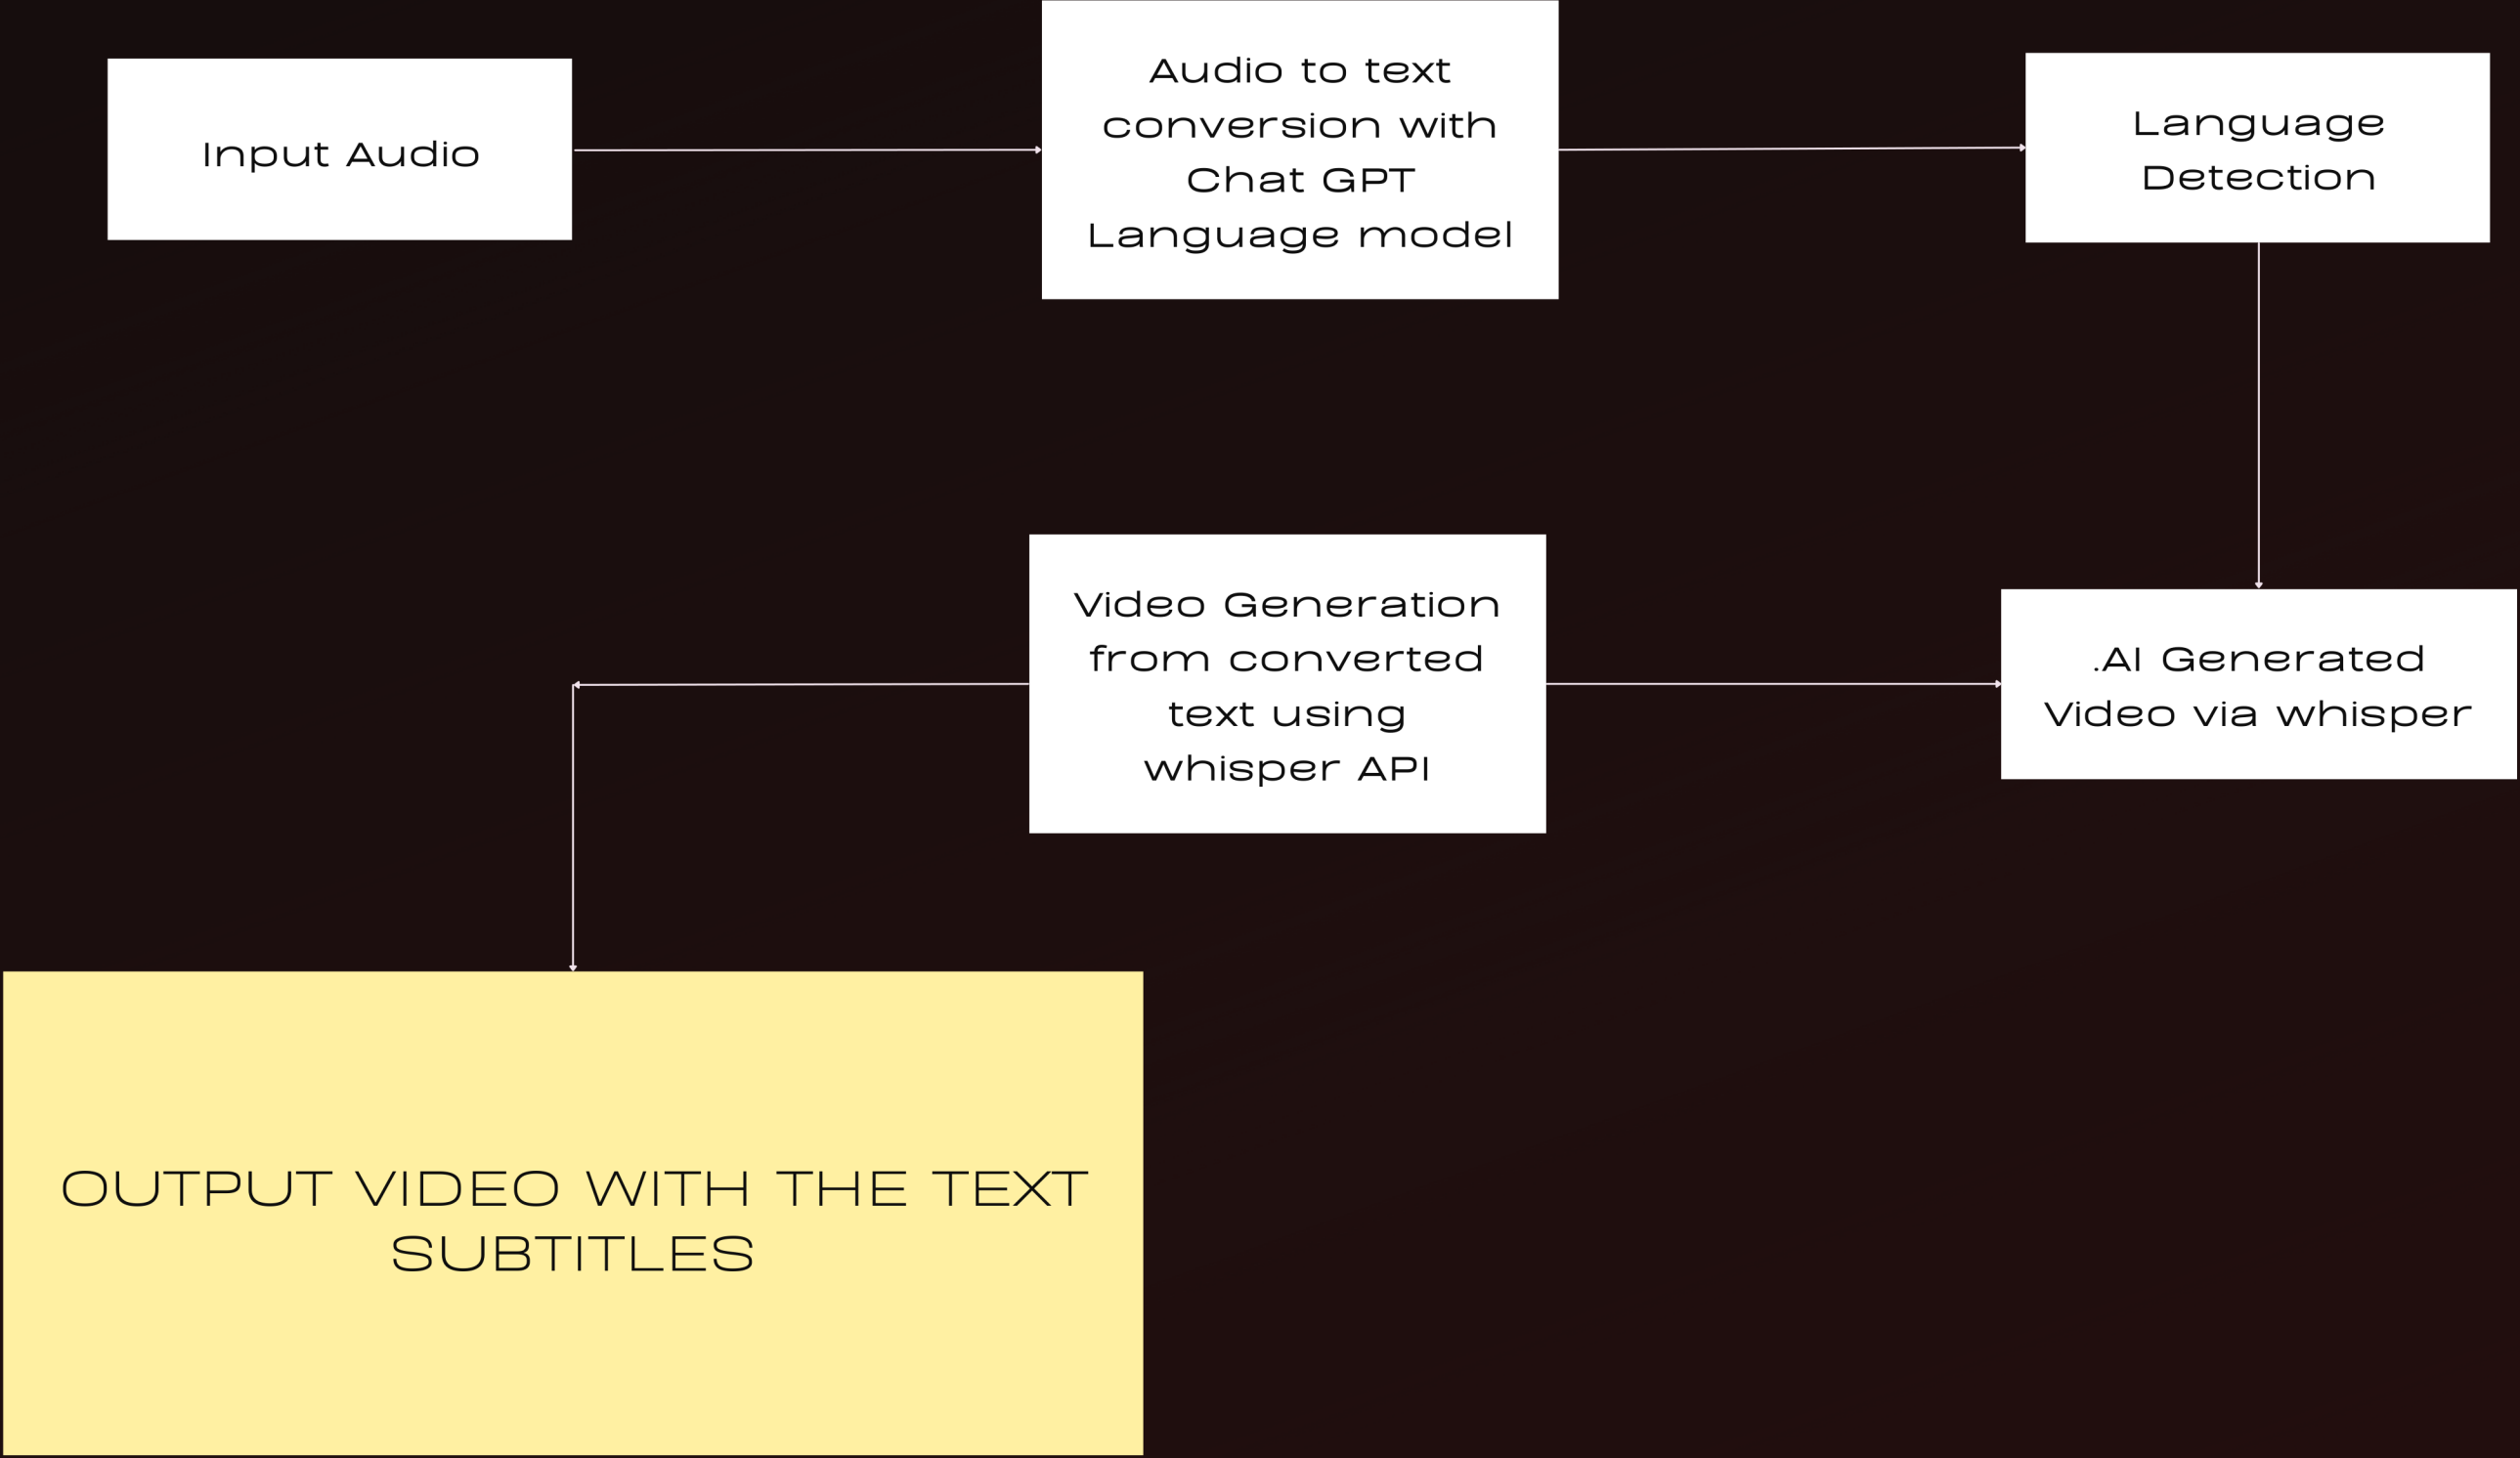 Input Audio
Audio to text
conversion with
Chat GPT
Language model
Language
Detection
Video Generation
from converted
text using
whisper API
.AI Generated
Video via whisper
OUTPUT VIDEO WITH THE TEXT
SUBTITLES